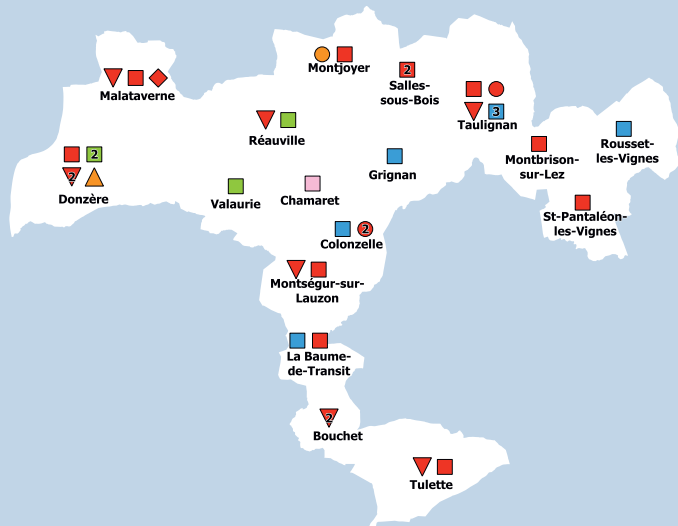 Montjoyer
2
Salles-
sous-Bois
Malataverne
3
Taulignan
Réauville
Rousset-
les-Vignes
Montbrison-
sur-Lez
2
2
Donzère
Grignan
Valaurie
Chamaret
St-Pantaléon-
les-Vignes
2
Colonzelle
Montségur-sur-
Lauzon
La Baume-
de-Transit
2
Bouchet
Tulette